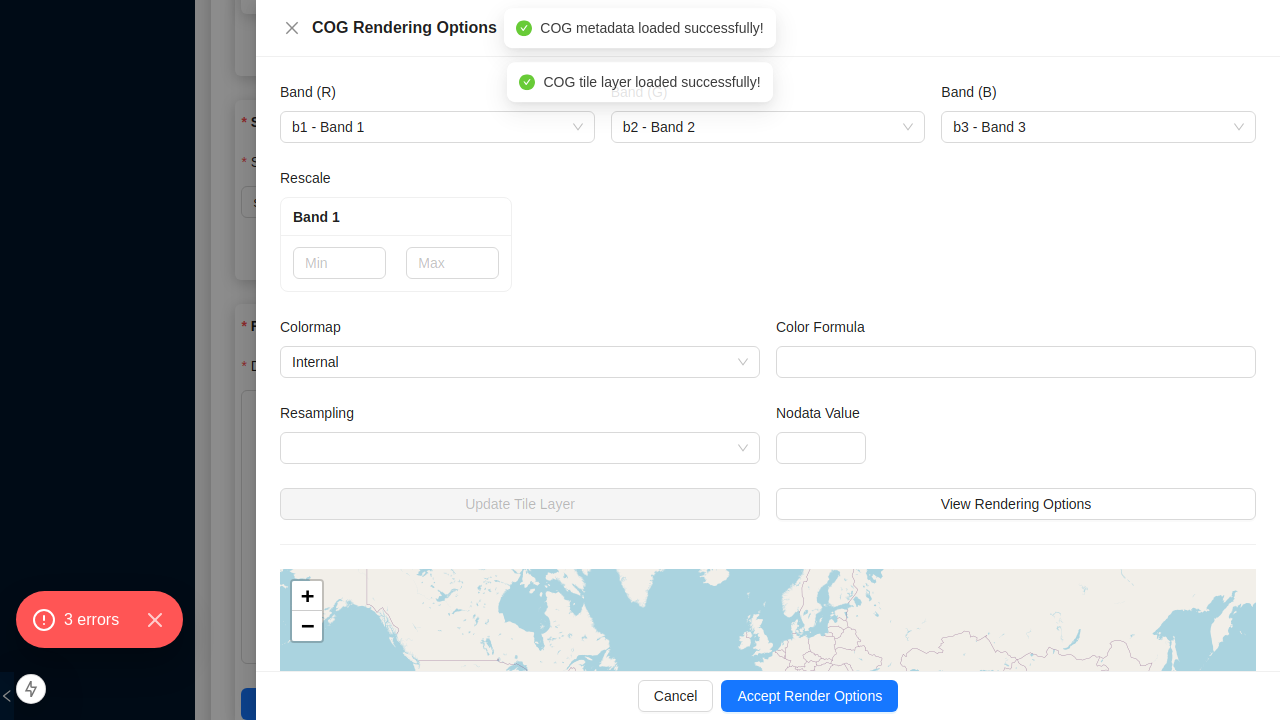 COG Rendering Options
COG metadata loaded successfully!
COG tile layer loaded successfully!
Band (R)
Band (G)
Band (B)
b1 - Band 1
b2 - Band 2
b3 - Band 3
Rescale
Band 1
Min
Max
Colormap
Color Formula
Internal
Resampling
Nodata Value
Update Tile Layer
View Rendering Options
+
−
3 errors
Cancel
Accept Render Options